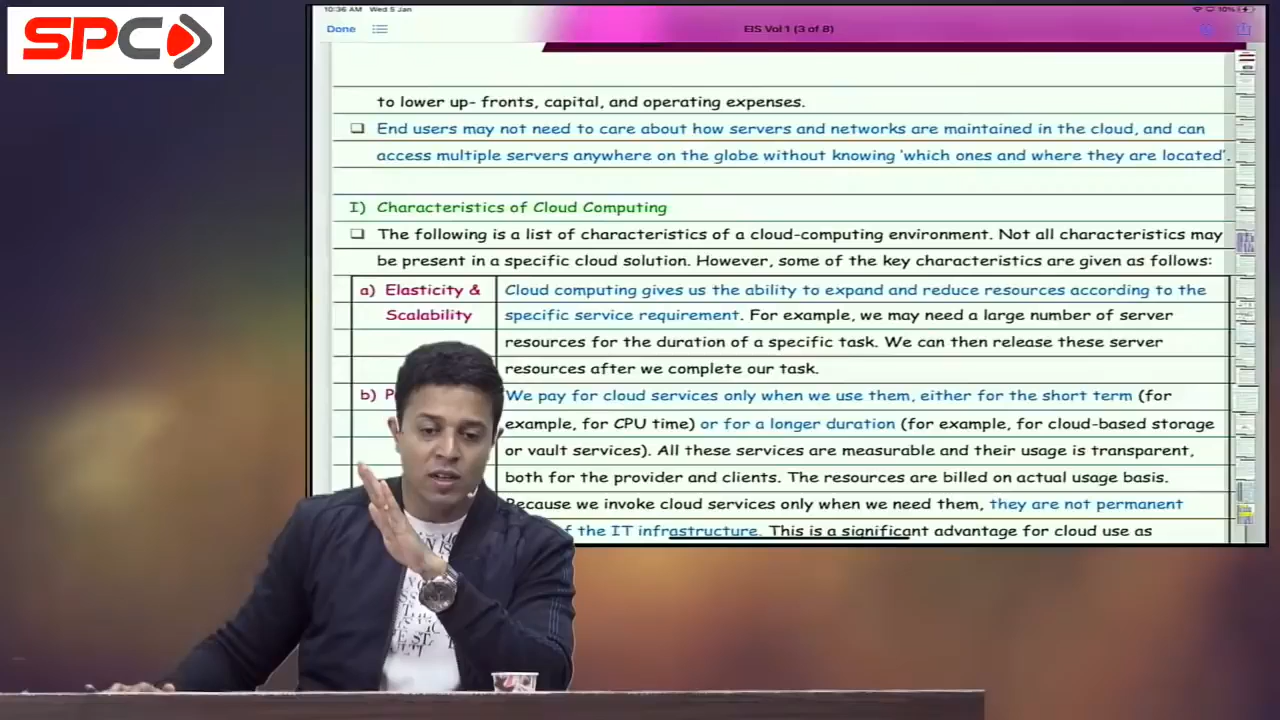 SPC
10:36 AM Wed 5 Jan
10%
Done
EIS Vol 1 (3 of 8)
to lower up- fronts, capital, and operating expenses.
❑ End users may not need to care about how servers and networks are maintained in the cloud, and can
access multiple servers anywhere on the globe without knowing 'which ones and where they are located'.
I) Characteristics of Cloud Computing
❑ The following is a list of characteristics of a cloud-computing environment. Not all characteristics may
be present in a specific cloud solution. However, some of the key characteristics are given as follows:
a) Elasticity &
Scalability
Cloud computing gives us the ability to expand and reduce resources according to the
specific service requirement. For example, we may need a large number of server
resources for the duration of a specific task. We can then release these server
resources after we complete our task.
b)
We pay for cloud services only when we use them, either for the short term (for
example, for CPU time) or for a longer duration (for example, for cloud-based storage
or vault services). All these services are measurable and their usage is transparent,
both for the provider and clients. The resources are billed on actual usage basis.
Because we invoke cloud services only when we need them, they are not permanent
of the IT infrastructure. This is a significant advantage for cloud use as